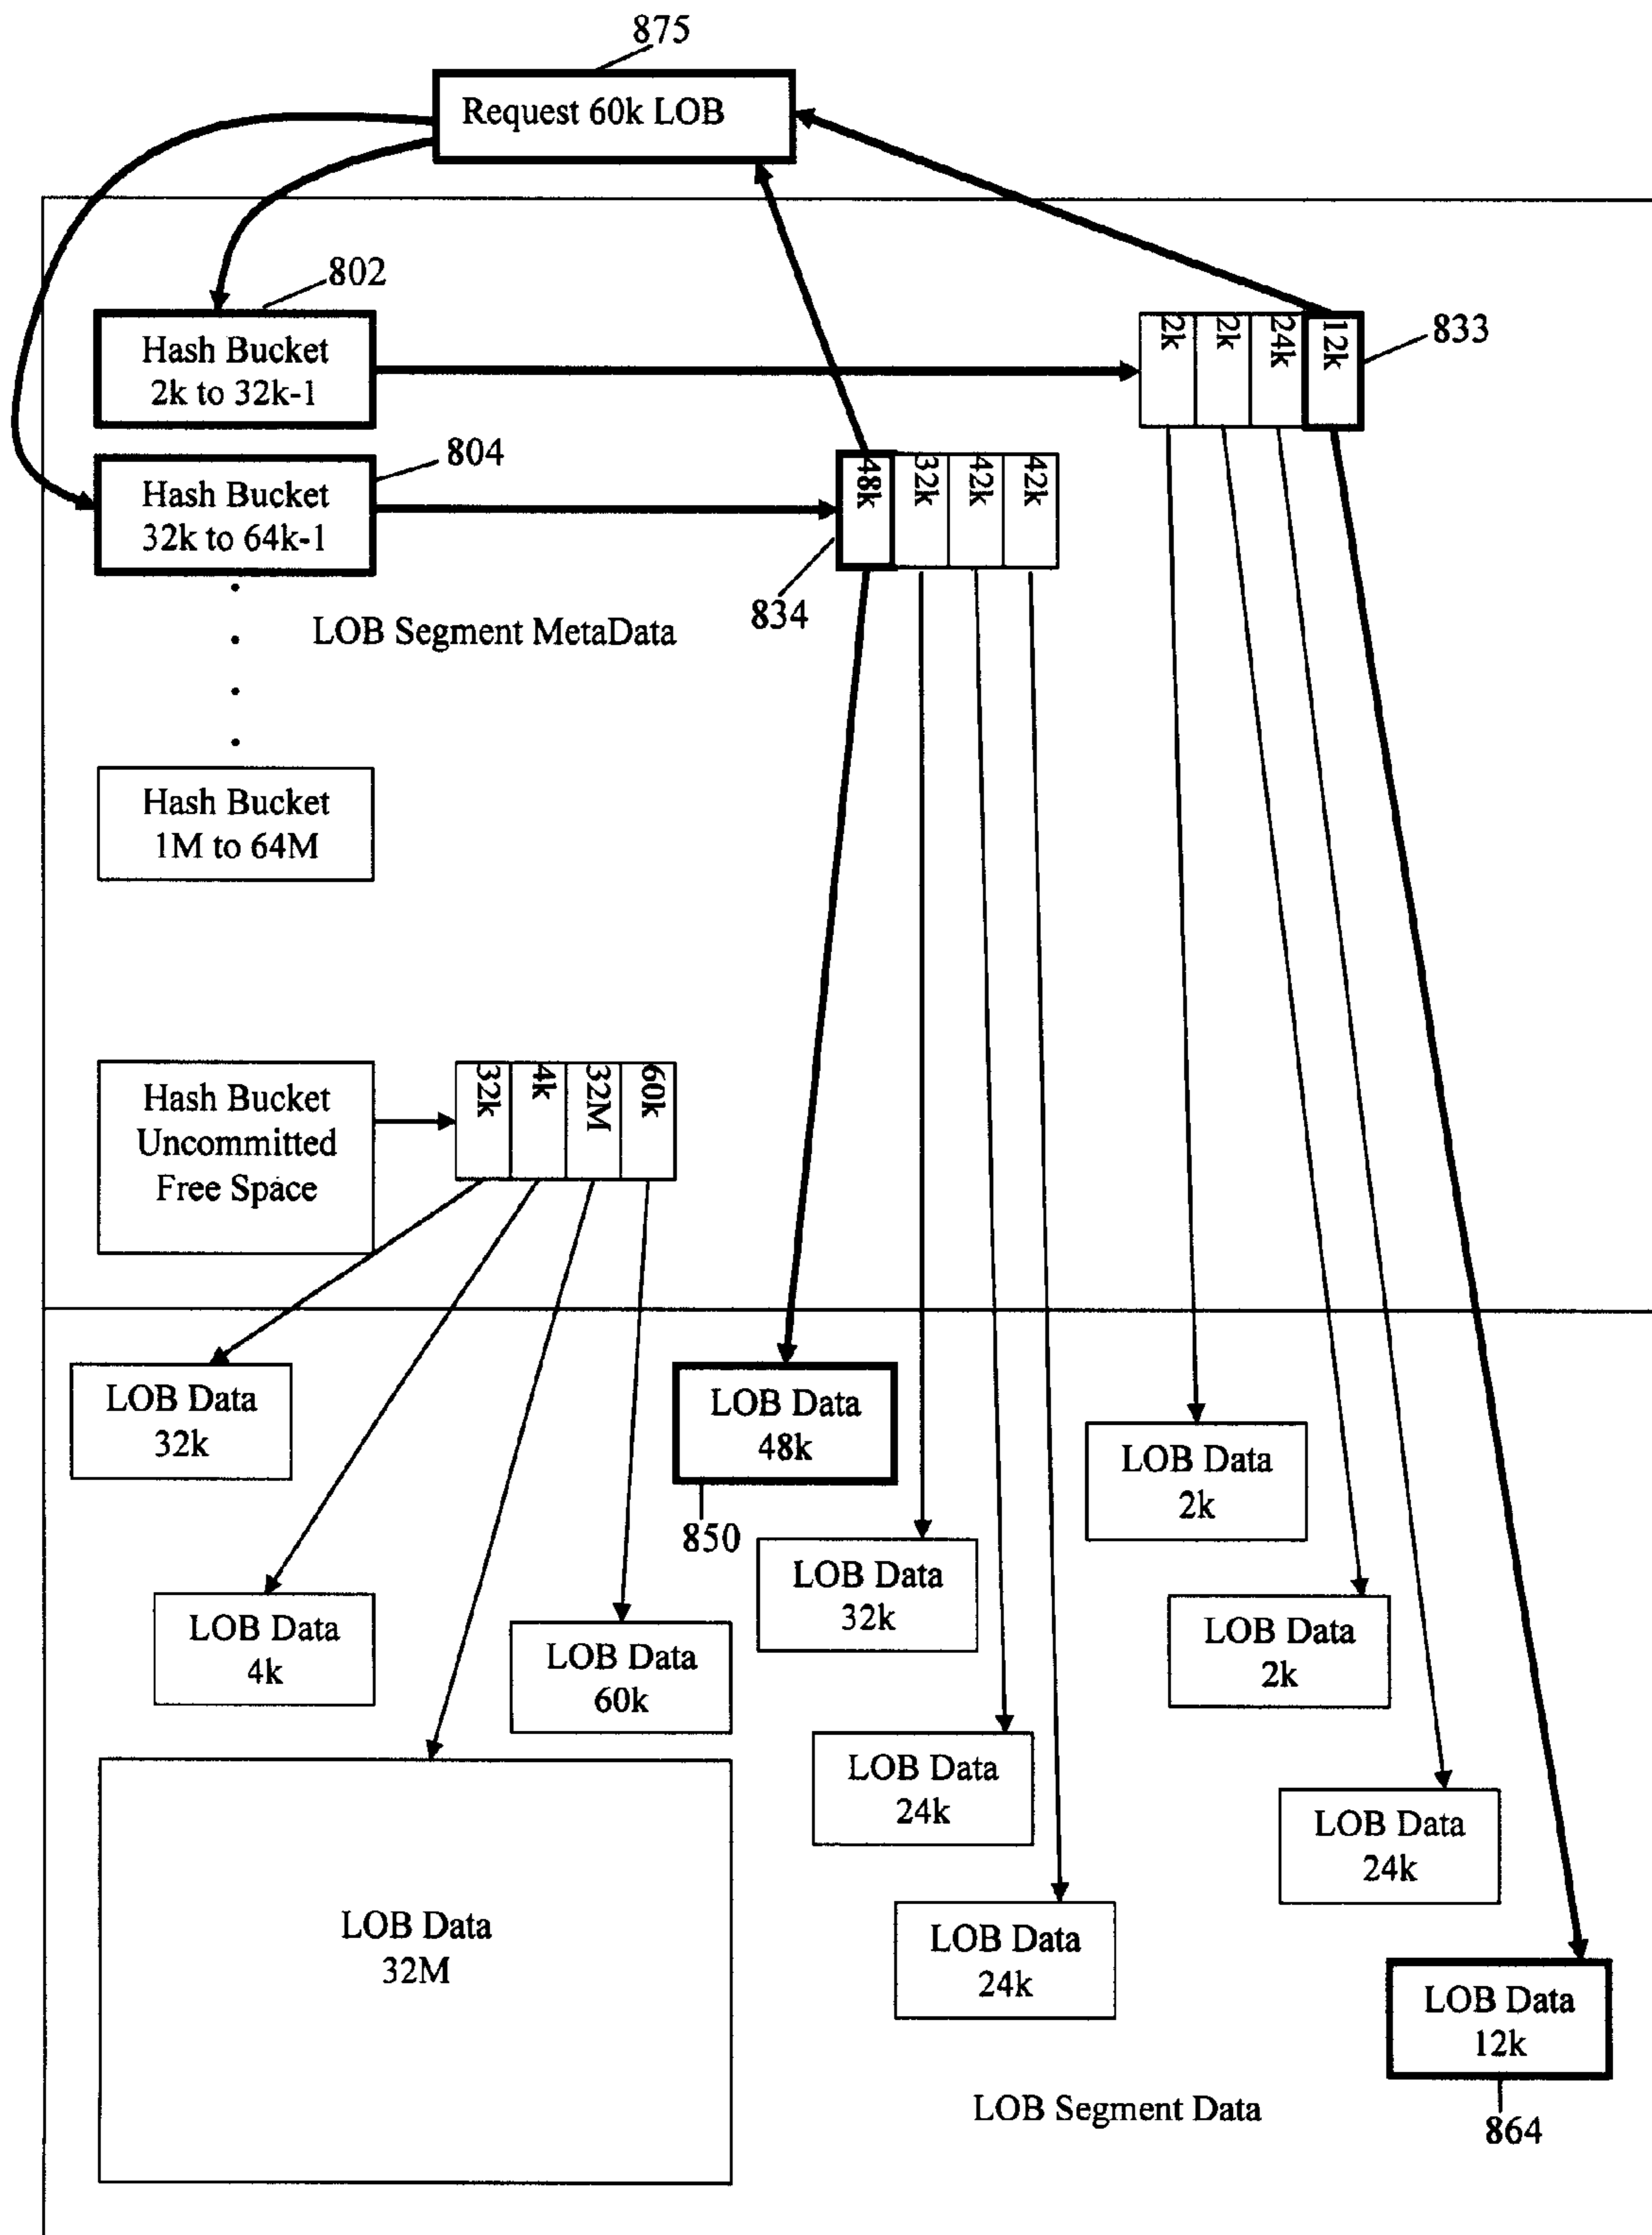 875
Request 60k LOB
802
Hash Bucket
2k to 32k-1
2k
2k
24k
12k
833
804
Hash Bucket
32k to 64k-1
48k
32k
42k
42k
834
LOB Segment MetaData
Hash Bucket
1M to 64M
Hash Bucket
Uncommitted
Free Space
32k
4k
32M
60k
LOB Data
32k
LOB Data
48k
850
LOB Data
2k
LOB Data
4k
LOB Data
60k
LOB Data
32k
LOB Data
2k
LOB Data
24k
LOB Data
24k
LOB Data
32M
LOB Data
24k
LOB Data
12k
864
LOB Segment Data